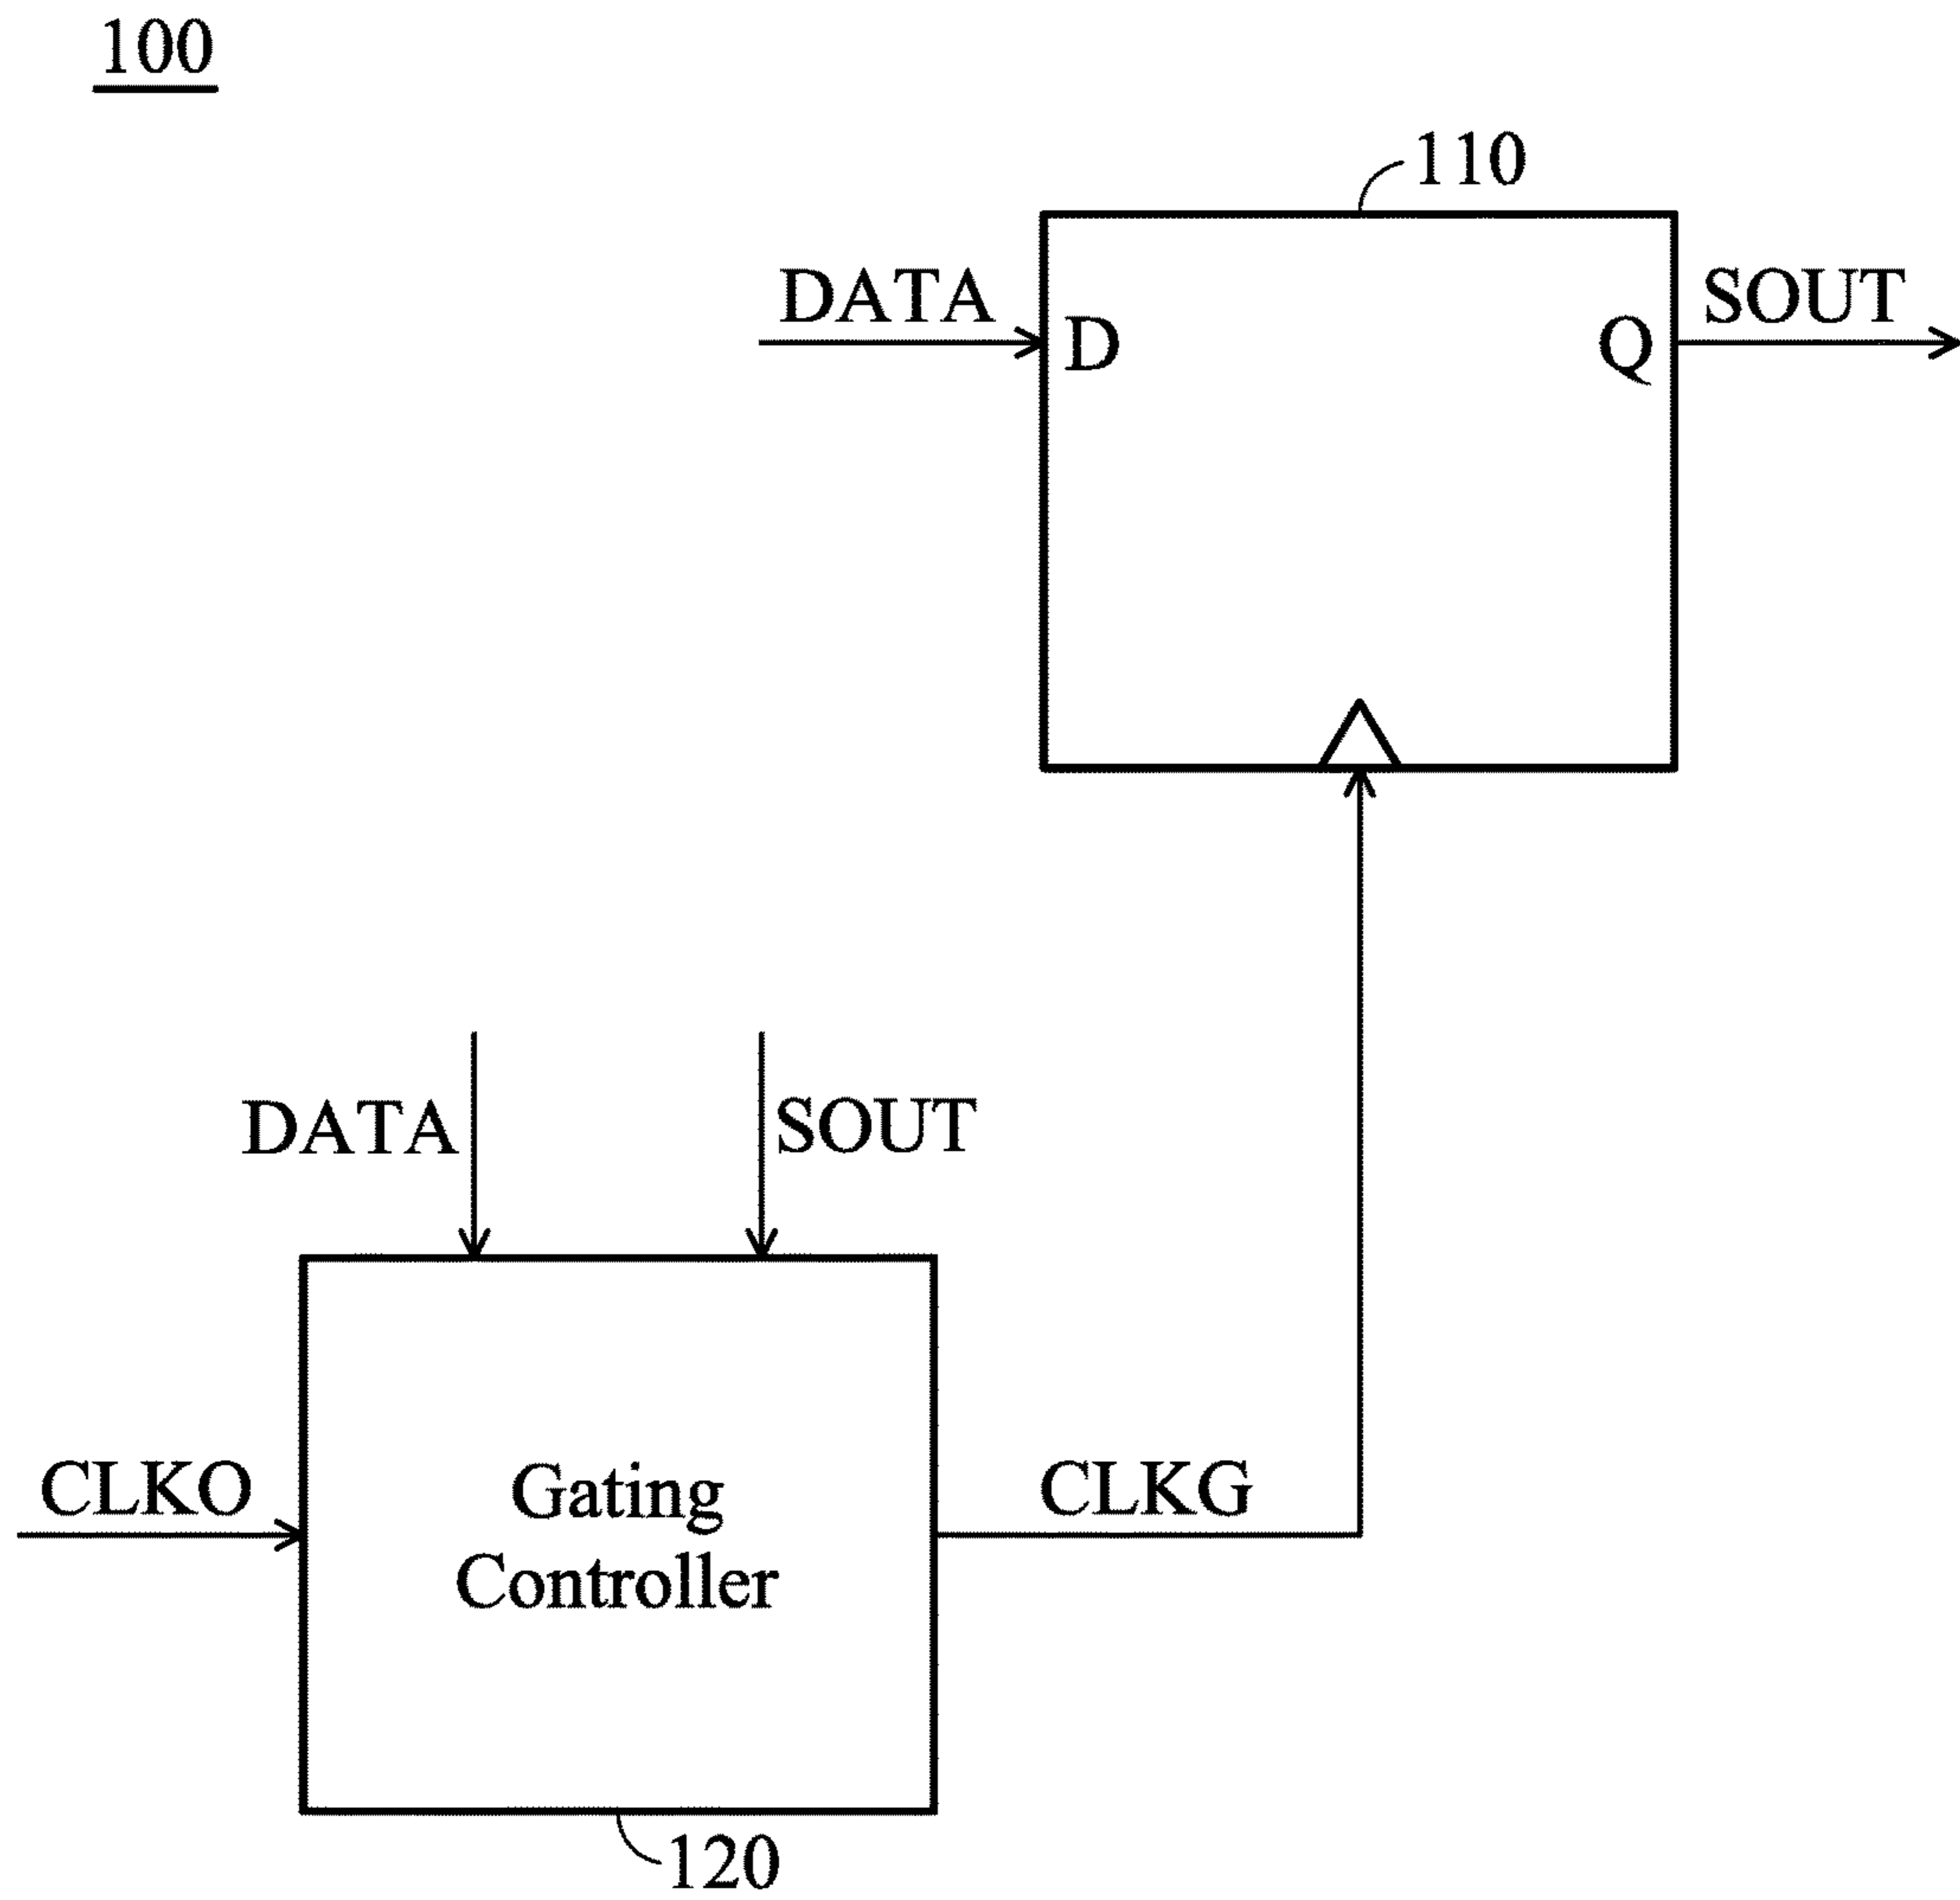 100
110
DATA
SOUT
D
Q
DATA
SOUT
CLKO
Gating
Controller
CLKG
120